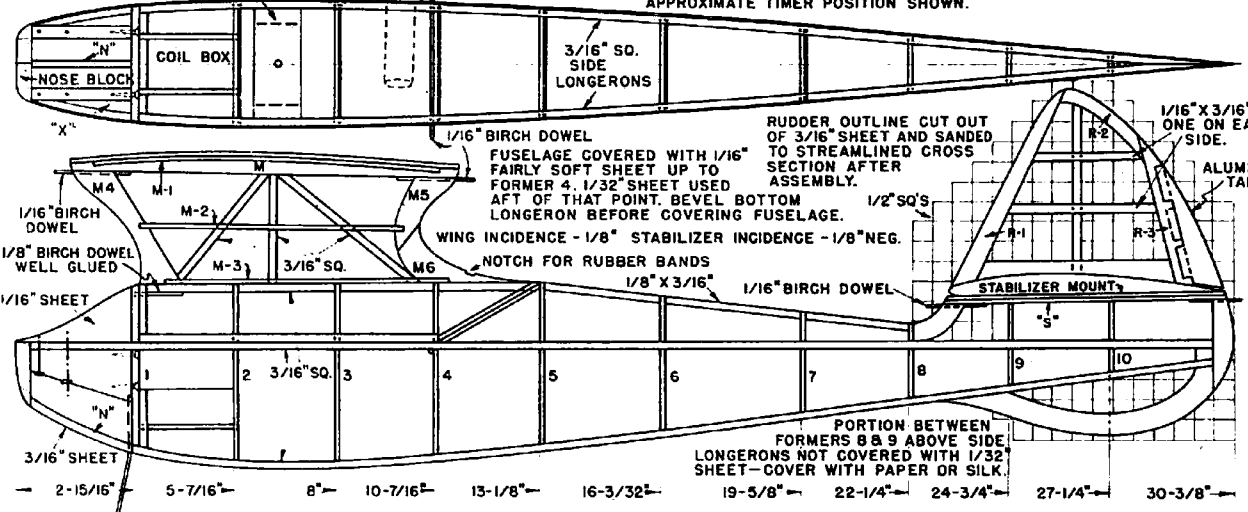 APPROXIMATE TIMER POSITION SHOWN.
"N"
COIL BOX
3/16" SQ.
SIDE
LONGERONS
NOSE BLOCK
"X"
1/16" BIRCH DOWEL
RUDDER OUTLINE CUT OUT
OF 3/16" SHEET AND SANDED
TO STREAMLINED CROSS
SECTION AFTER
ASSEMBLY.
R-2
1/16" X 3/16"
ONE ON EA
SIDE.
FUSELAGE COVERED WITH 1/16"
FAIRLY SOFT SHEET UP TO
FORMER 4. 1/32" SHEET USED
AFT OF THAT POINT. BEVEL BOTTOM
LONGERON BEFORE COVERING FUSELAGE.
M
M4
M-1
M5
ALUM
TA
1/16" BIRCH
DOWEL
M-2
1/2" SQ'S
R-1
R-3
WING INCIDENCE - 1/8" STABILIZER INCIDENCE - 1/8" NEG.
1/8" BIRCH DOWEL
WELL GLUED
M-3
3/16" SQ.
M6
NOTCH FOR RUBBER BANDS
1/16" SHEET
1/8" X 3/16"
1/16" BIRCH DOWEL
STABILIZER MOUNT
"S"
1
2
3/16" SQ.
3
4
5
6
7
8
9
10
"N"
3/16" SHEET
PORTION BETWEEN
FORMERS 8 & 9 ABOVE SIDE
LONGERONS NOT COVERED WITH 1/32"
SHEET—COVER WITH PAPER OR SILK.
2-15/16"
5-7/16"
8"
10-7/16"
13-1/8"
16-3/32"
19-5/8"
22-1/4"
24-3/4"
27-1/4"
30-3/8"